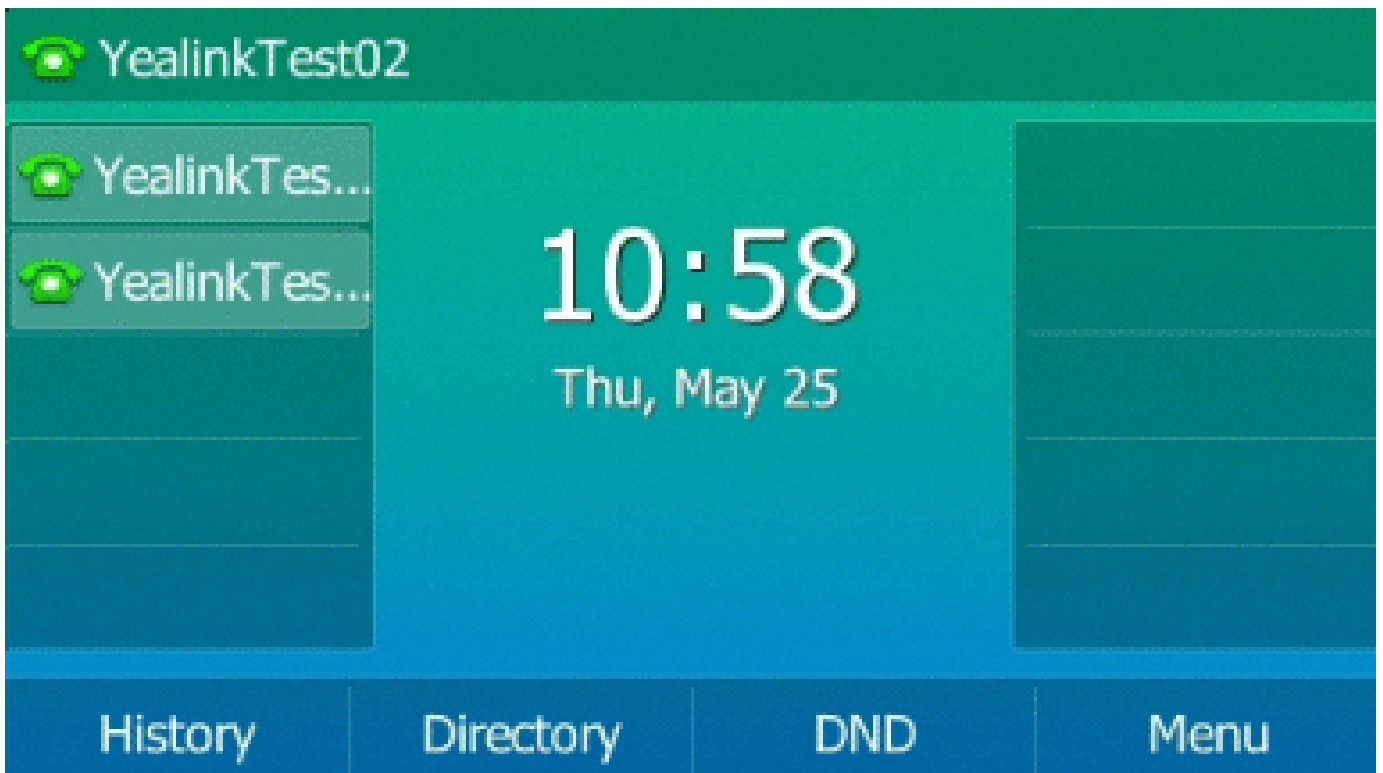 YealinkTest02
YealinkTes...
YealinkTes...
10:58
Thu, May 25
History Directory DND Menu